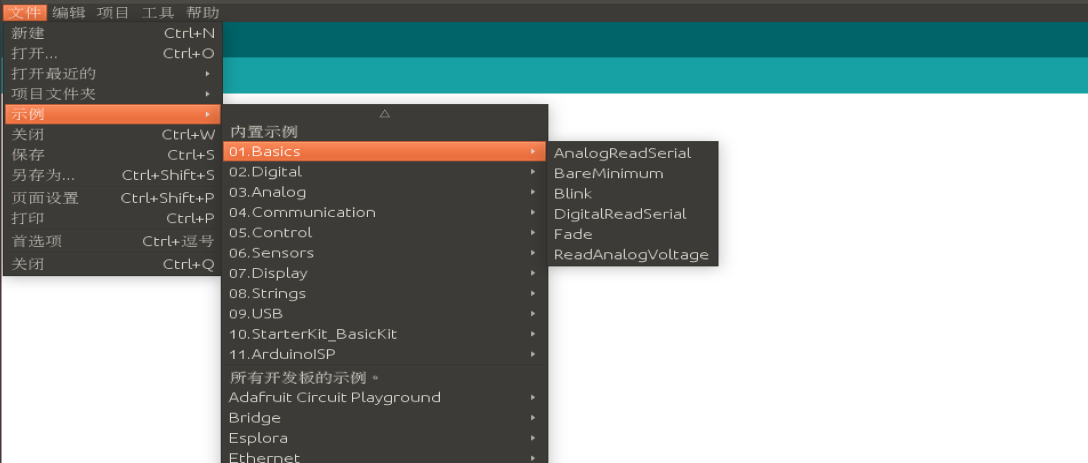 文件 编辑 项目 工具 帮助
新建 Ctrl+N
打开... Ctrl+O
打开最近的
项目文件夹
示例
关闭 Ctrl+W
保存 Ctrl+S
另存为... Ctrl+Shift+S
页面设置 Ctrl+Shift+P
打印 Ctrl+P
首选项 Ctrl+逗号
关闭 Ctrl+Q
内置示例
01.Basics
02.Digital
03.Analog
04.Communication
05.Control
06.Sensors
07.Display
08.Strings
09.USB
10.StarterKit_BasicKit
11.ArduinoISP
所有开发板的示例。
Adafruit Circuit Playground
Bridge
Esplora
Ethernet
AnalogReadSerial
BareMinimum
Blink
DigitalReadSerial
Fade
ReadAnalogVoltage